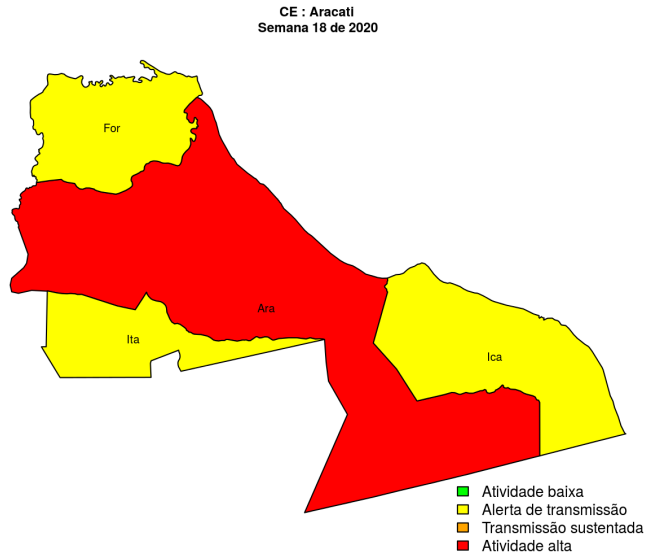 CE : Aracati
Semana 18 de 2020
For
Ara
Ita
Ica
Atividade baixa
Alerta de transmissão
Transmissão sustentada
Atividade alta